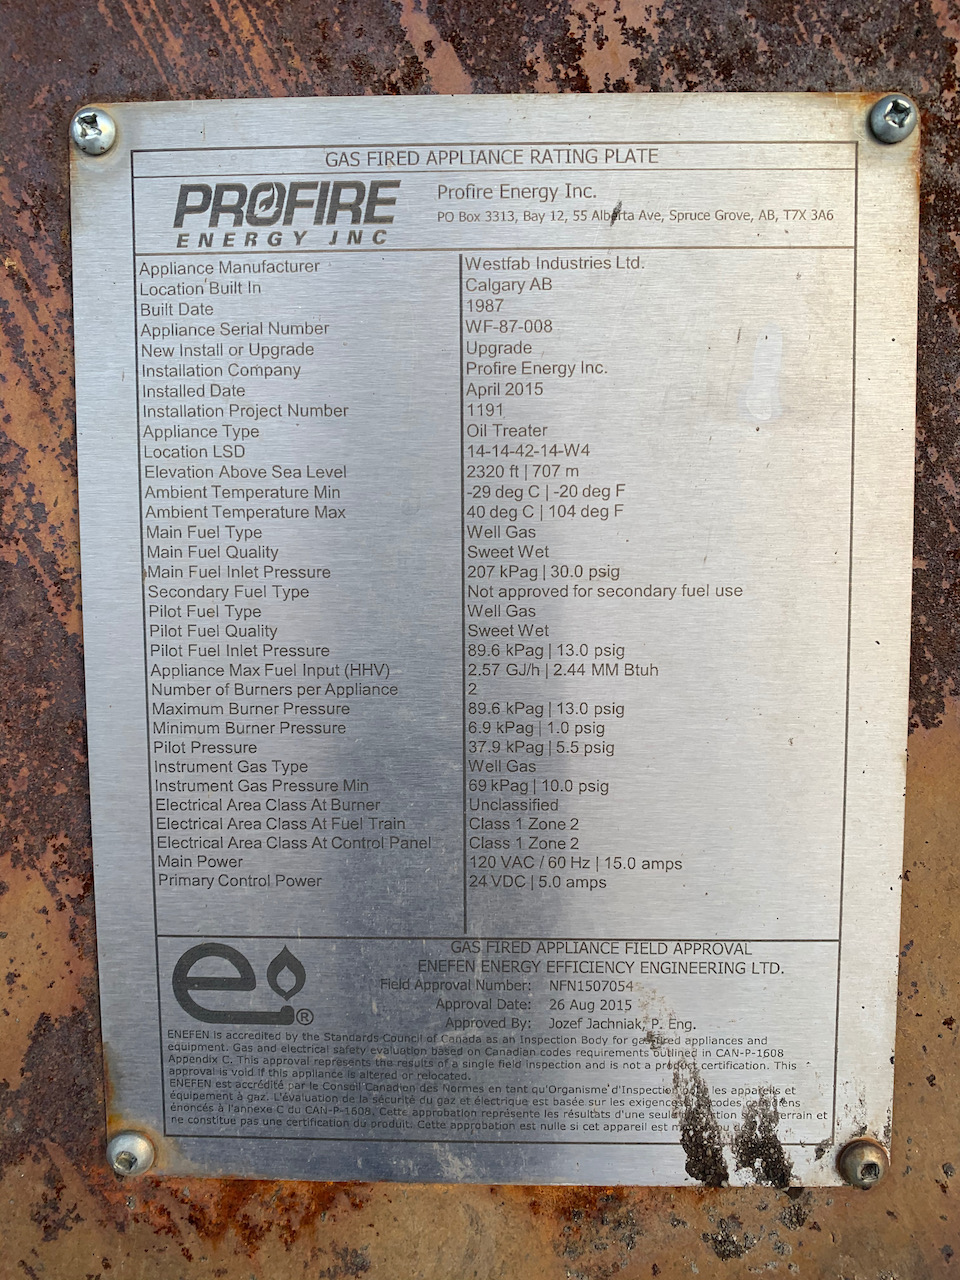 GAS FIRED APPLIANCE RATING PLATE
PROFIRE
ENERGY INC
Profire Energy Inc.
PO Box 3313, Bay 12, 55 Alberta Ave, Spruce Grove, AB, T7X 3A6
Appliance Manufacturer Westfab Industries Ltd.
Location Built In Calgary AB
Built Date 1987
Appliance Serial Number WF-87-008
New Install or Upgrade Upgrade
Installation Company Profire Energy Inc.
Installed Date April 2015
Installation Project Number 1191
Appliance Type Oil Treater
Location LSD 14-14-42-14-W4
Elevation Above Sea Level 2320 ft | 707 m
Ambient Temperature Min -29 deg C | -20 deg F
Ambient Temperature Max 40 deg C | 104 deg F
Main Fuel Type Well Gas
Main Fuel Quality Sweet Wet
Main Fuel Inlet Pressure 207 kPag | 30.0 psig
Secondary Fuel Type Not approved for secondary fuel use
Pilot Fuel Type Well Gas
Pilot Fuel Quality Sweet Wet
Pilot Fuel Inlet Pressure 89.6 kPag | 13.0 psig
Appliance Max Fuel Input (HHV) 2.57 GJ/h | 2.44 MM Btuh
Number of Burners per Appliance 2
Maximum Burner Pressure 89.6 kPag | 13.0 psig
Minimum Burner Pressure 6.9 kPag | 1.0 psig
Pilot Pressure 37.9 kPag | 5.5 psig
Instrument Gas Type Well Gas
Instrument Gas Pressure Min 69 kPag | 10.0 psig
Electrical Area Class At Burner Unclassified
Electrical Area Class At Fuel Train Class 1 Zone 2
Electrical Area Class At Control Panel Class 1 Zone 2
Main Power 120 VAC / 60 Hz | 15.0 amps
Primary Control Power 24 VDC | 5.0 amps
e ®
GAS FIRED APPLIANCE FIELD APPROVAL
ENEFEN ENERGY EFFICIENCY ENGINEERING LTD.
Field Approval Number: NFN1507054
Approval Date: 26 Aug 2015
Approved By: Jozef Jachniak, P. Eng.
ENEFEN is accredited by the Standards Council of Canada as an Inspection Body for gas fired appliances and
equipment. Gas and electrical safety evaluation based on Canadian codes requirements outlined in CAN-P-1608
Appendix C. This approval represents the results of a single field inspection and is not a product certification. This
approval is void if this appliance is altered or relocated.
ENEFEN est accrédité par le Conseil Canadien des Normes en tant qu'Organisme d'Inspection les appareils et
équipement à gaz. L'évaluation de la sécurité du gaz et électrique est basée sur les exigences codes canadiens
énoncés à l'annexe C du CAN-P-1608. Cette approbation représente les résultats d'une seule terrain et
ne constitue pas une certification du produit. Cette approbation est nulle si cet appareil est